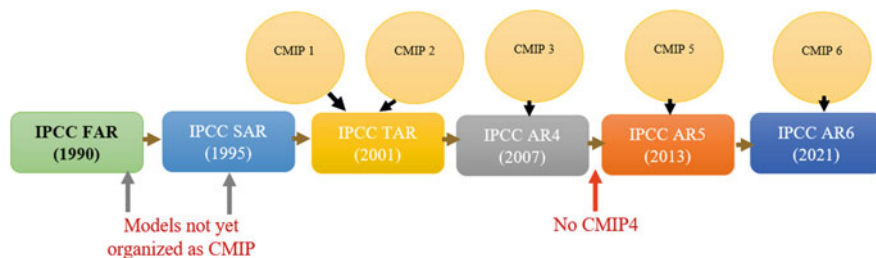 CMIP 1
CMIP 2
CMIP 3
CMIP 5
CMIP 6
IPCC FAR
(1990)
IPCC SAR
(1995)
IPCC TAR
(2001)
IPCC AR4
(2007)
IPCC AR5
(2013)
IPCC AR6
(2021)
Models not yet
organized as CMIP
No CMIP4